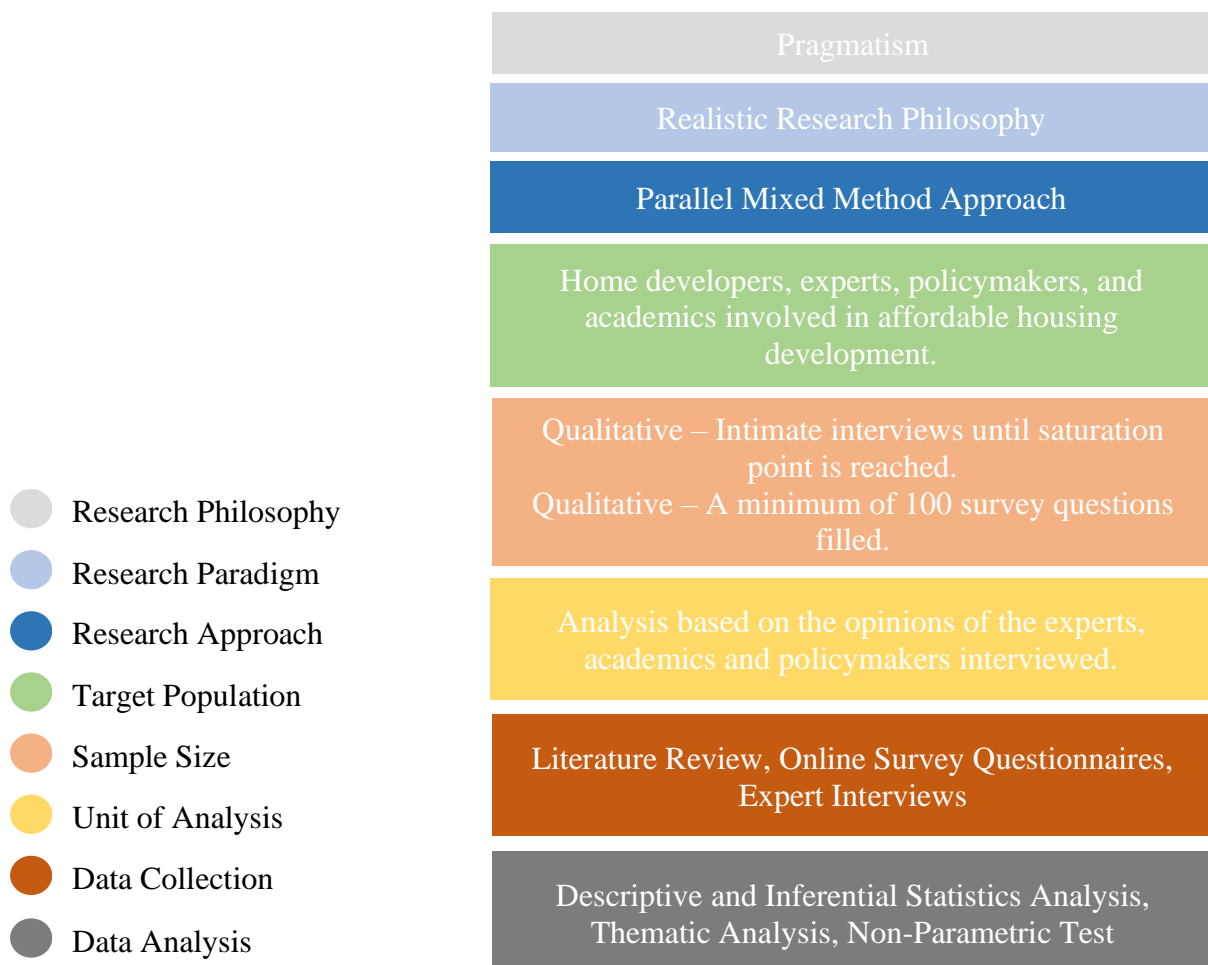 Pragmatism
Realistic Research Philosophy
Parallel Mixed Method Approach
Home developers, experts, policymakers, and
academics involved in affordable housing
development.
Qualitative – Intimate interviews until saturation
point is reached.
Qualitative – A minimum of 100 survey questions
filled.
Analysis based on the opinions of the experts,
academics and policymakers interviewed.
Literature Review, Online Survey Questionnaires,
Expert Interviews
Descriptive and Inferential Statistics Analysis,
Thematic Analysis, Non-Parametric Test
Research Philosophy
Research Paradigm
Research Approach
Target Population
Sample Size
Unit of Analysis
Data Collection
Data Analysis